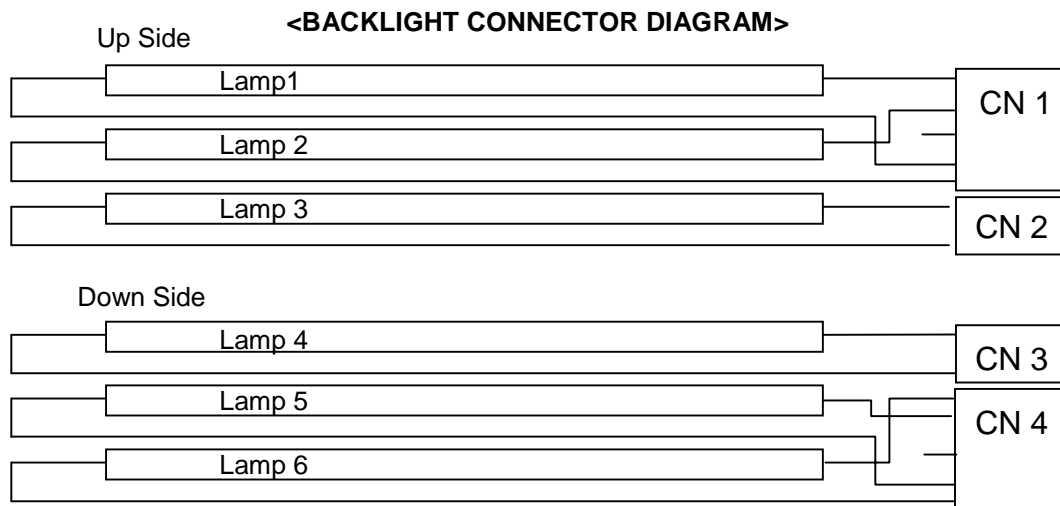 <BACKLIGHT CONNECTOR DIAGRAM>
Up Side
Lamp1
CN 1
Lamp 2
Lamp 3
CN 2
Down Side
Lamp 4
CN 3
Lamp 5
CN 4
Lamp 6